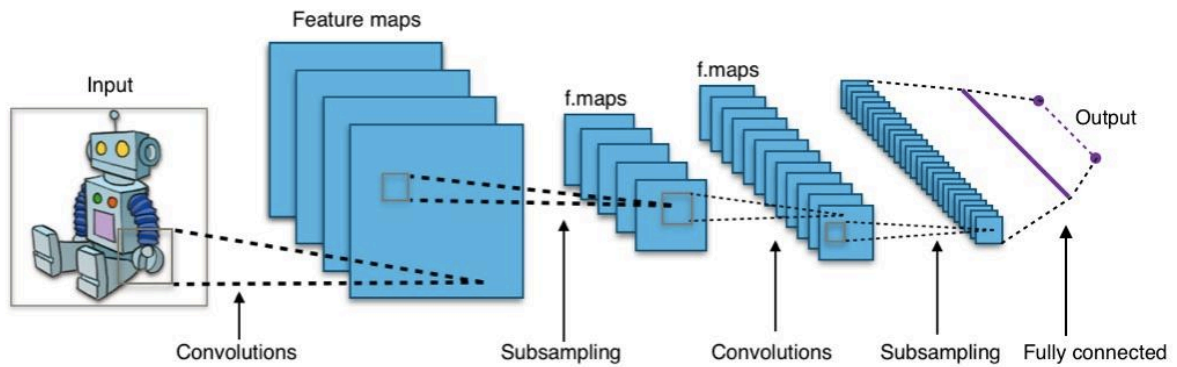 Feature maps
Input
f.maps
f.maps
Output
Convolutions
Subsampling
Convolutions
Subsampling
Fully connected